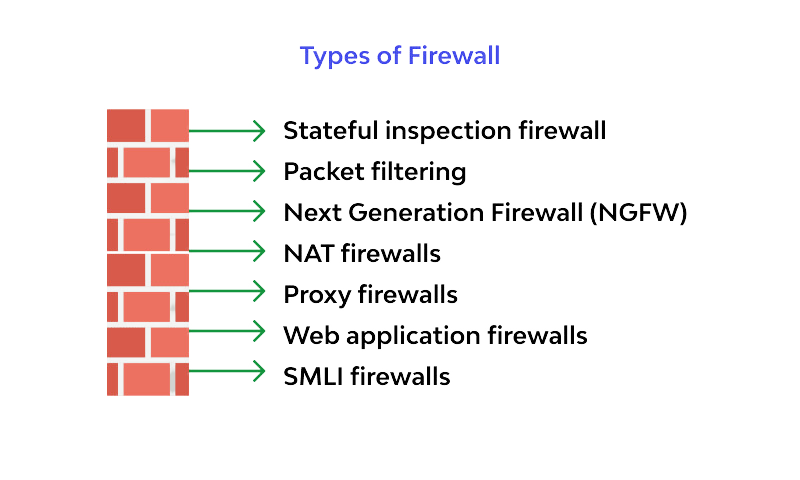 Types of Firewall
Stateful inspection firewall
Packet filtering
Next Generation Firewall (NGFW)
NAT firewalls
Proxy firewalls
Web application firewalls
SMLI firewalls